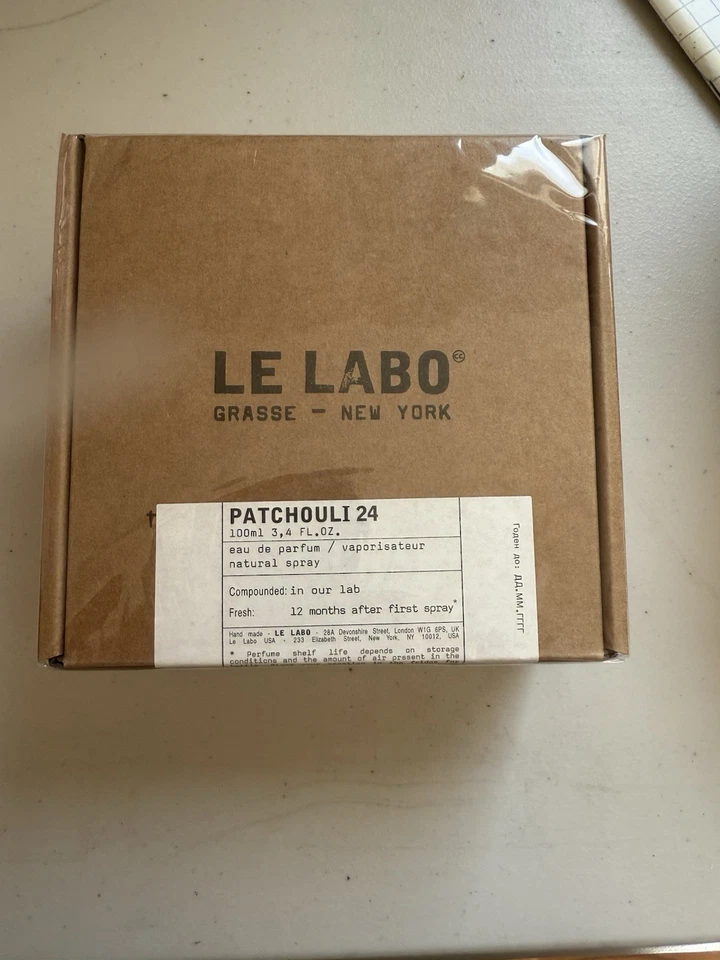 LE LABO
GRASSE — NEW YORK
PATCHOULI 24
100ml 3,4 FL.OZ.
eau de parfum / vaporisateur
natural spray
Compounded: in our lab
Fresh: 12 months after first spray*
Hand made - LE LABO - 28A Devonshire Street, London W1G 6PS, UK
Le Labo USA - 233 Elizabeth Street, New York, NY 10012, USA
* Perfume shelf life depends on storage
conditions and the amount of air present in the
Годен до: ДД.ММ.ГГГГ